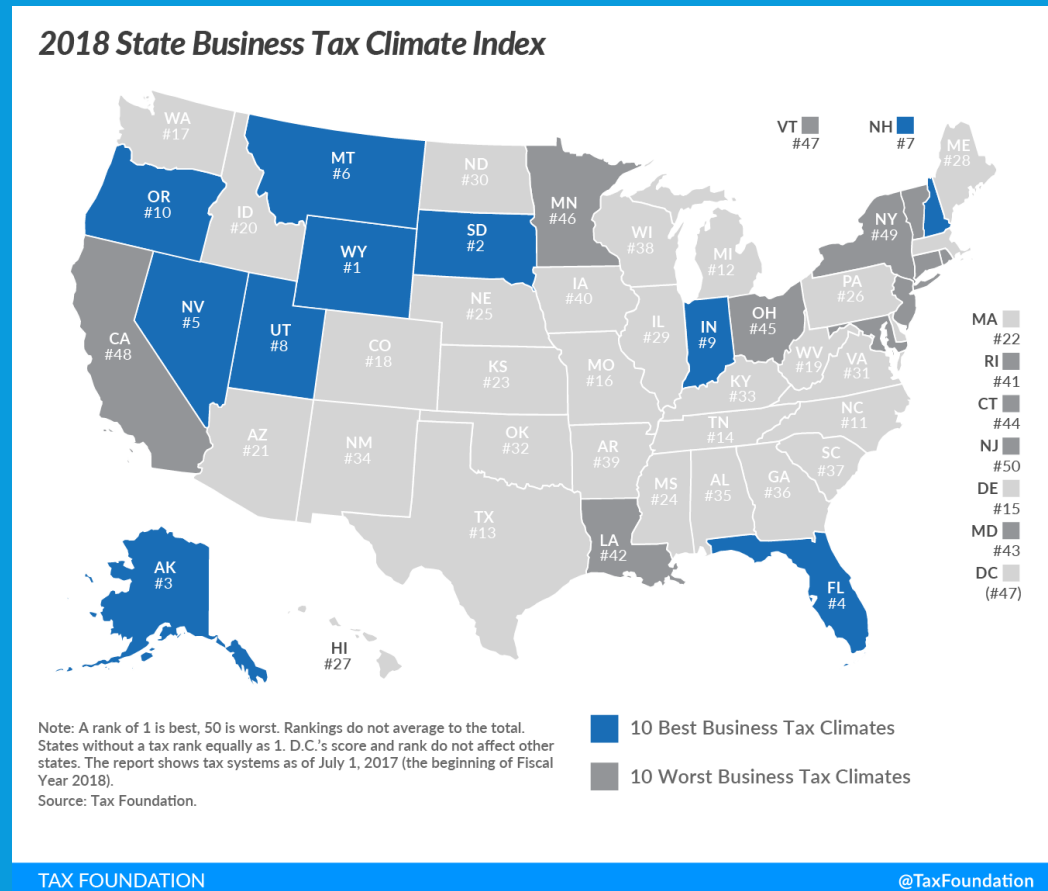 2018 State Business Tax Climate Index
WA
#17
MT
#6
ND
#30
VT
#47
NH
#7
ME
#28
OR
#10
ID
#20
SD
#2
MN
#46
WI
#38
MI
#12
NY
#49
WY
#1
IA
#40
PA
#26
NV
#5
UT
#8
NE
#25
IL
#29
IN
#9
OH
#45
CA
#48
CO
#18
KS
#23
MO
#16
WV
#19
VA
#31
KY
#33
MA
#22
RI
#41
CT
#44
NJ
#50
DE
#15
MD
#43
DC
(#47)
AZ
#21
NM
#34
OK
#32
AR
#39
TN
#14
NC
#11
SC
#37
MS
#24
AL
#35
GA
#36
TX
#13
LA
#42
FL
#4
AK
#3
HI
#27
Note: A rank of 1 is best, 50 is worst. Rankings do not average to the total.
States without a tax rank equally as 1. D.C.'s score and rank do not affect other
states. The report shows tax systems as of July 1, 2017 (the beginning of Fiscal
Year 2018).
Source: Tax Foundation.
10 Best Business Tax Climates
10 Worst Business Tax Climates
TAX FOUNDATION
@TaxFoundation